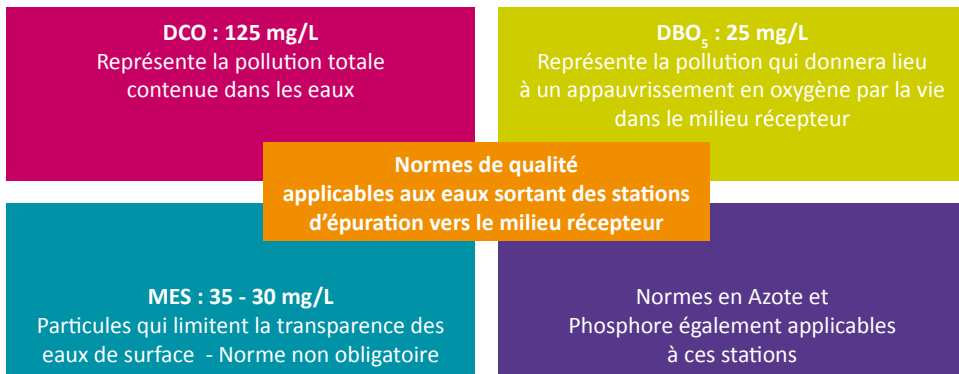 DCO : 125 mg/L
Représente la pollution totale
contenue dans les eaux
DBO₅ : 25 mg/L
Représente la pollution qui donnera lieu
à un appauvrissement en oxygène par la vie
dans le milieu récepteur
Normes de qualité
applicables aux eaux sortant des stations
d'épuration vers le milieu récepteur
MES : 35 - 30 mg/L
Particules qui limitent la transparence des
eaux de surface - Norme non obligatoire
Normes en Azote et
Phosphore également applicables
à ces stations